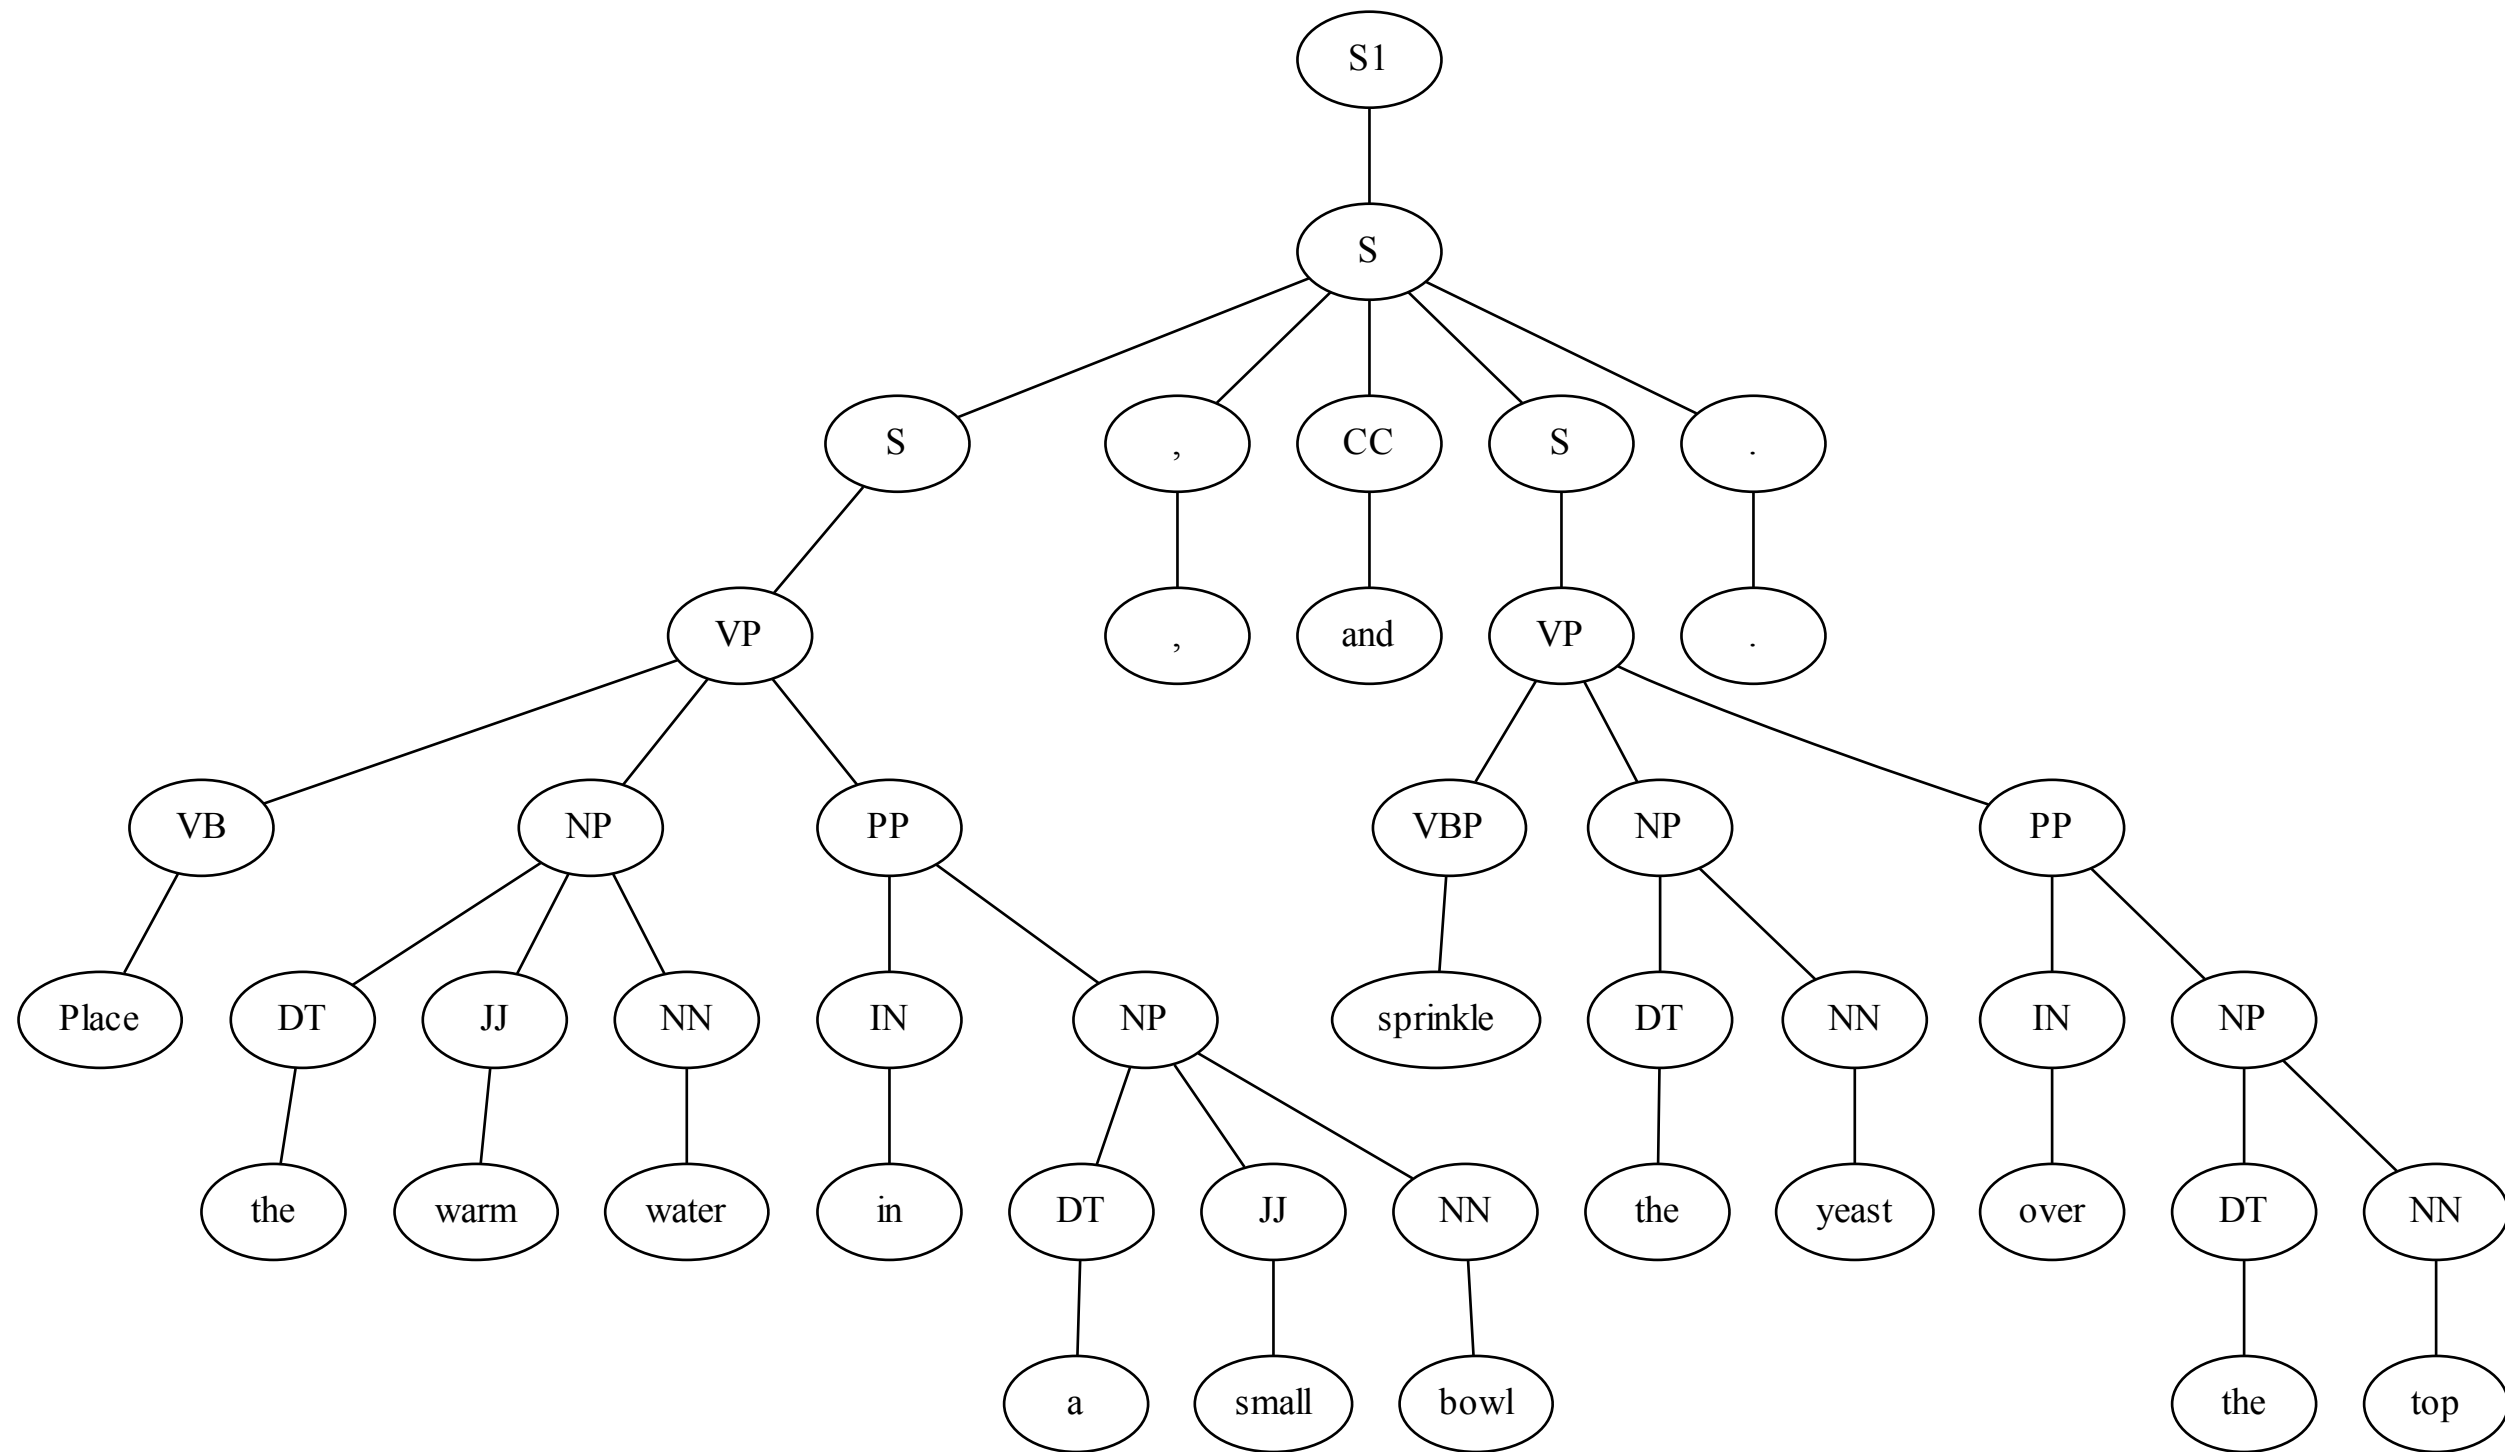 S1
S
S , CC S .
VP , and VP .
VB NP PP VBP NP PP
Place DT JJ NN IN NP sprinkle DT NN IN NP
the warm water in DT JJ NN the yeast over DT NN
a small bowl the top